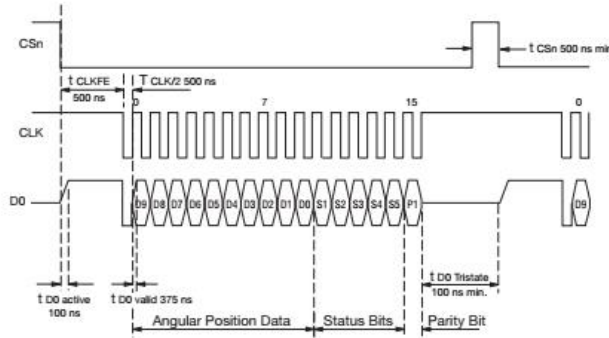 CSn
t CSn 500 ns min
t CLKFE
500 ns
T CLK/2 500 ns
0 7 15 0
CLK
D0
D9 D8 D7 D6 D5 D4 D3 D2 D1 D0 S1 S2 S3 S4 S5 P1 D9
t D0 active
100 ns
t D0 valid 375 ns
t D0 Tristate
100 ns min.
Angular Position Data Status Bits Parity Bit